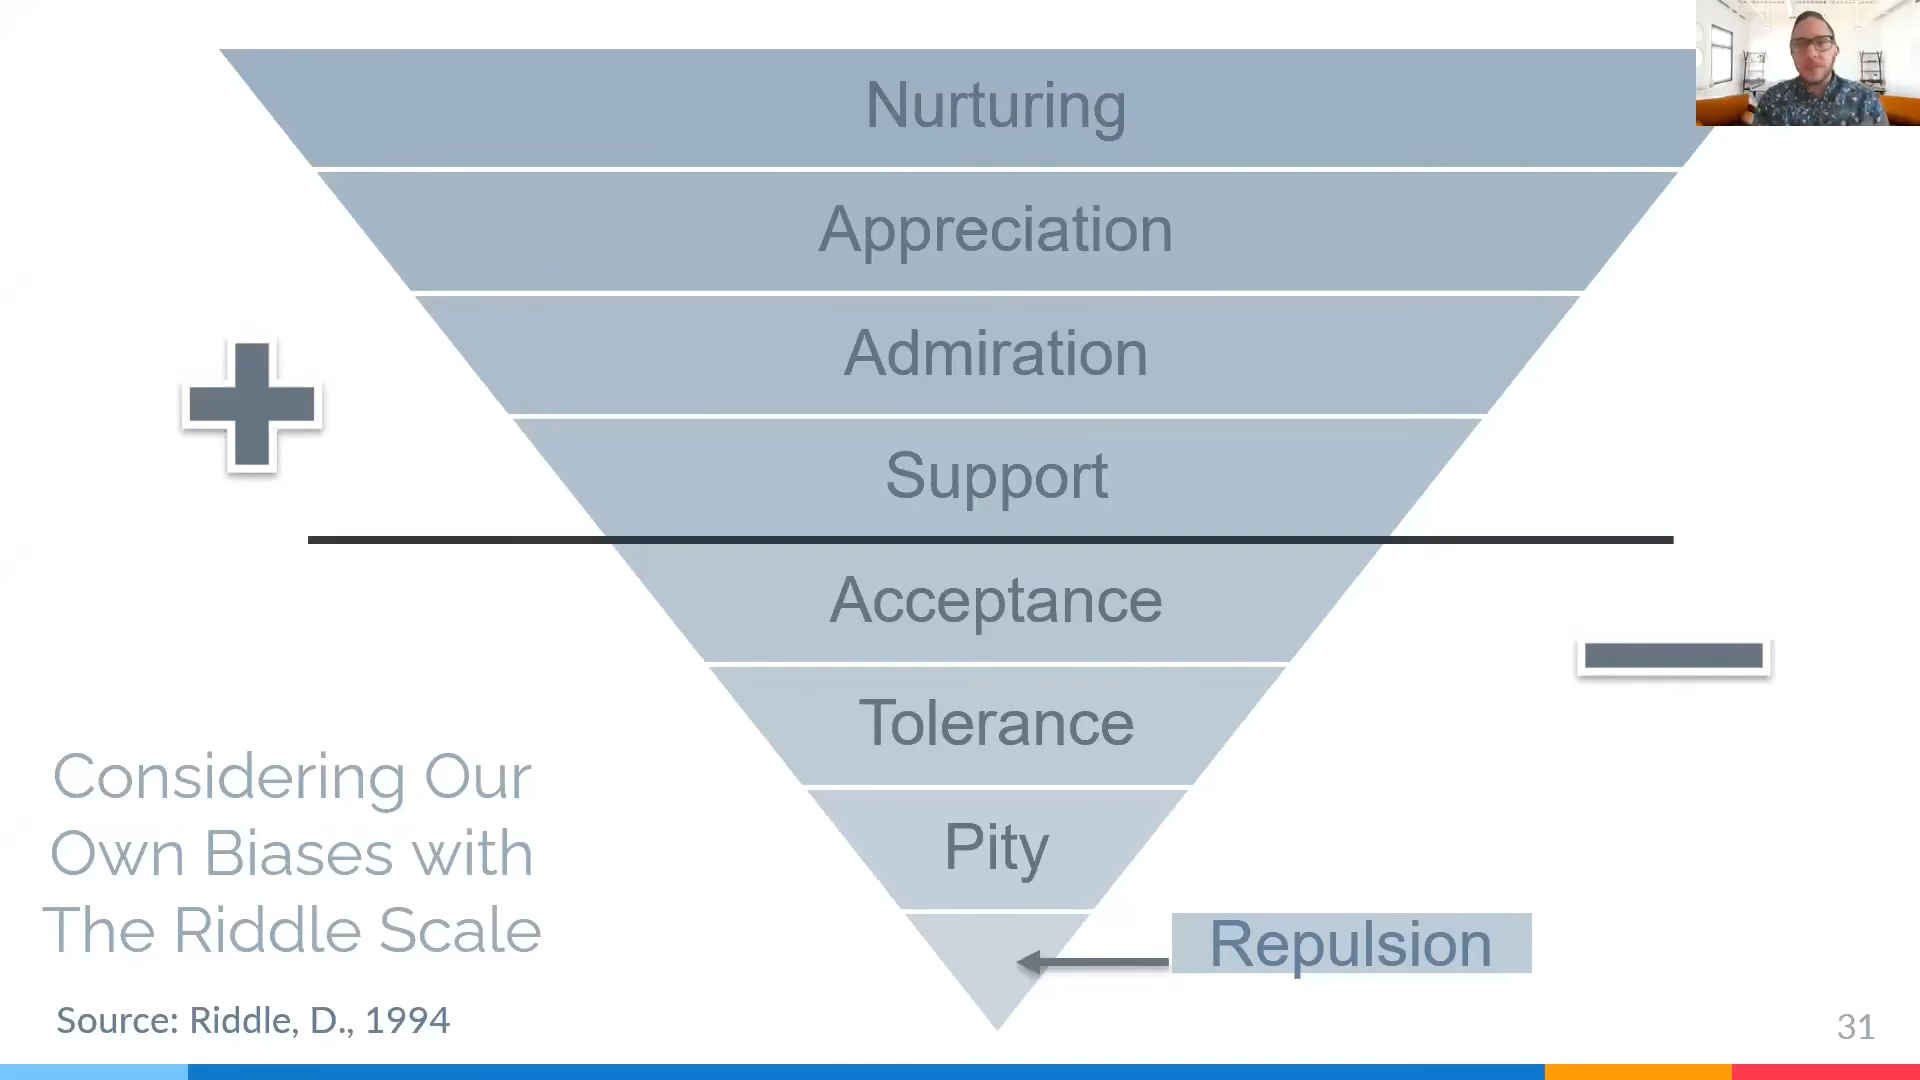 Nurturing
Appreciation
Admiration
Support
Acceptance
Tolerance
Pity
Repulsion
Considering Our
Own Biases with
The Riddle Scale
Source: Riddle, D., 1994
31